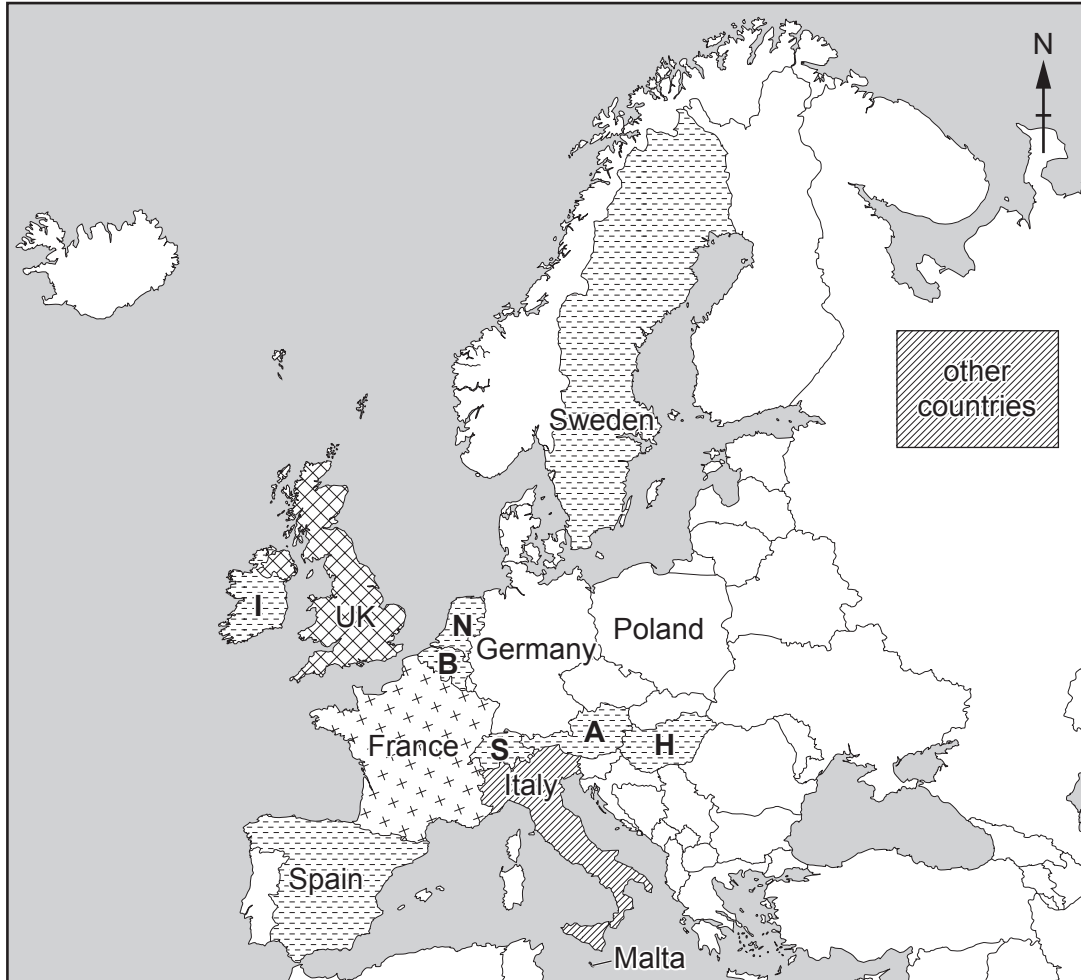 N
other
countries
Sweden
I
UK
N
B
Germany
Poland
France
S
A
H
Italy
Spain
Malta